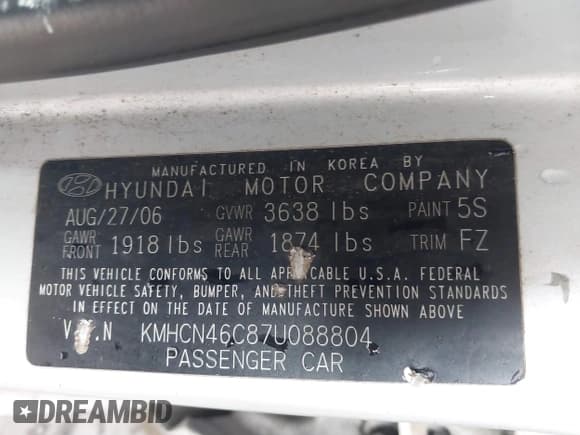 MANUFACTURED IN KOREA BY
HYUNDAI MOTOR COMPANY
AUG/27/06 GVWR 3638 lbs PAINT 5S
GAWR FRONT 1918 lbs GAWR REAR 1874 lbs TRIM FZ
THIS VEHICLE CONFORMS TO ALL APPLICABLE U.S.A. FEDERAL
MOTOR VEHICLE SAFETY, BUMPER, AND THEFT PREVENTION STANDARDS
IN EFFECT ON THE DATE OF MANUFACTURE SHOWN ABOVE
V.I.N KMHCN46C87U088804
PASSENGER CAR
DREAMBID